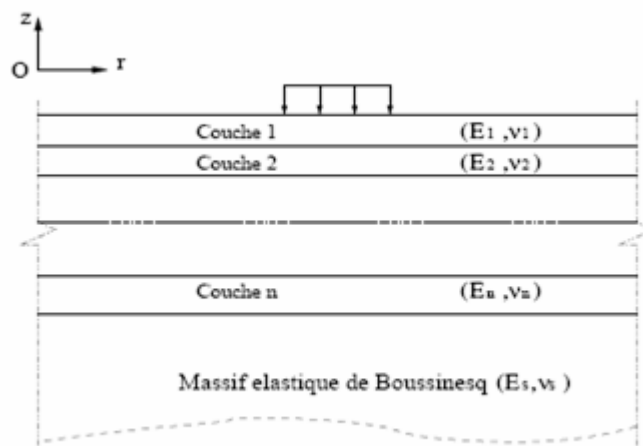 z
O r
Couche 1 (E1 ,ν1)
Couche 2 (E2 ,ν2)
Couche n (En ,νn)
Massif elastique de Boussinesq (Es,νs )